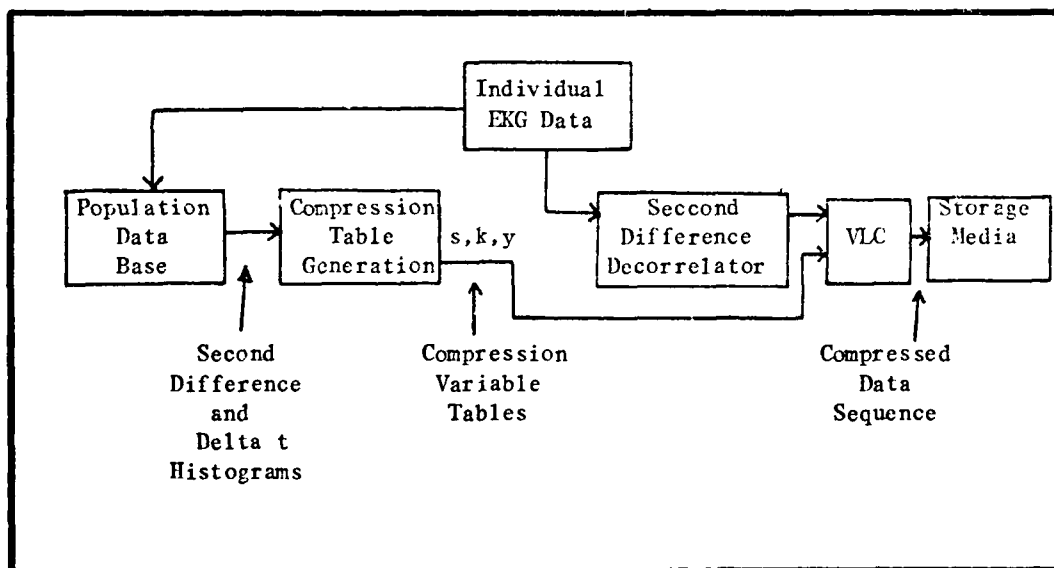 Individual
EKG Data
Population
Data
Base
Compression
Table
Generation
s,k,y
Seccond
Difference
Decorrelator
VLC
Storage
Media
Second
Difference
and
Delta t
Histograms
Compression
Variable
Tables
Compressed
Data
Sequence